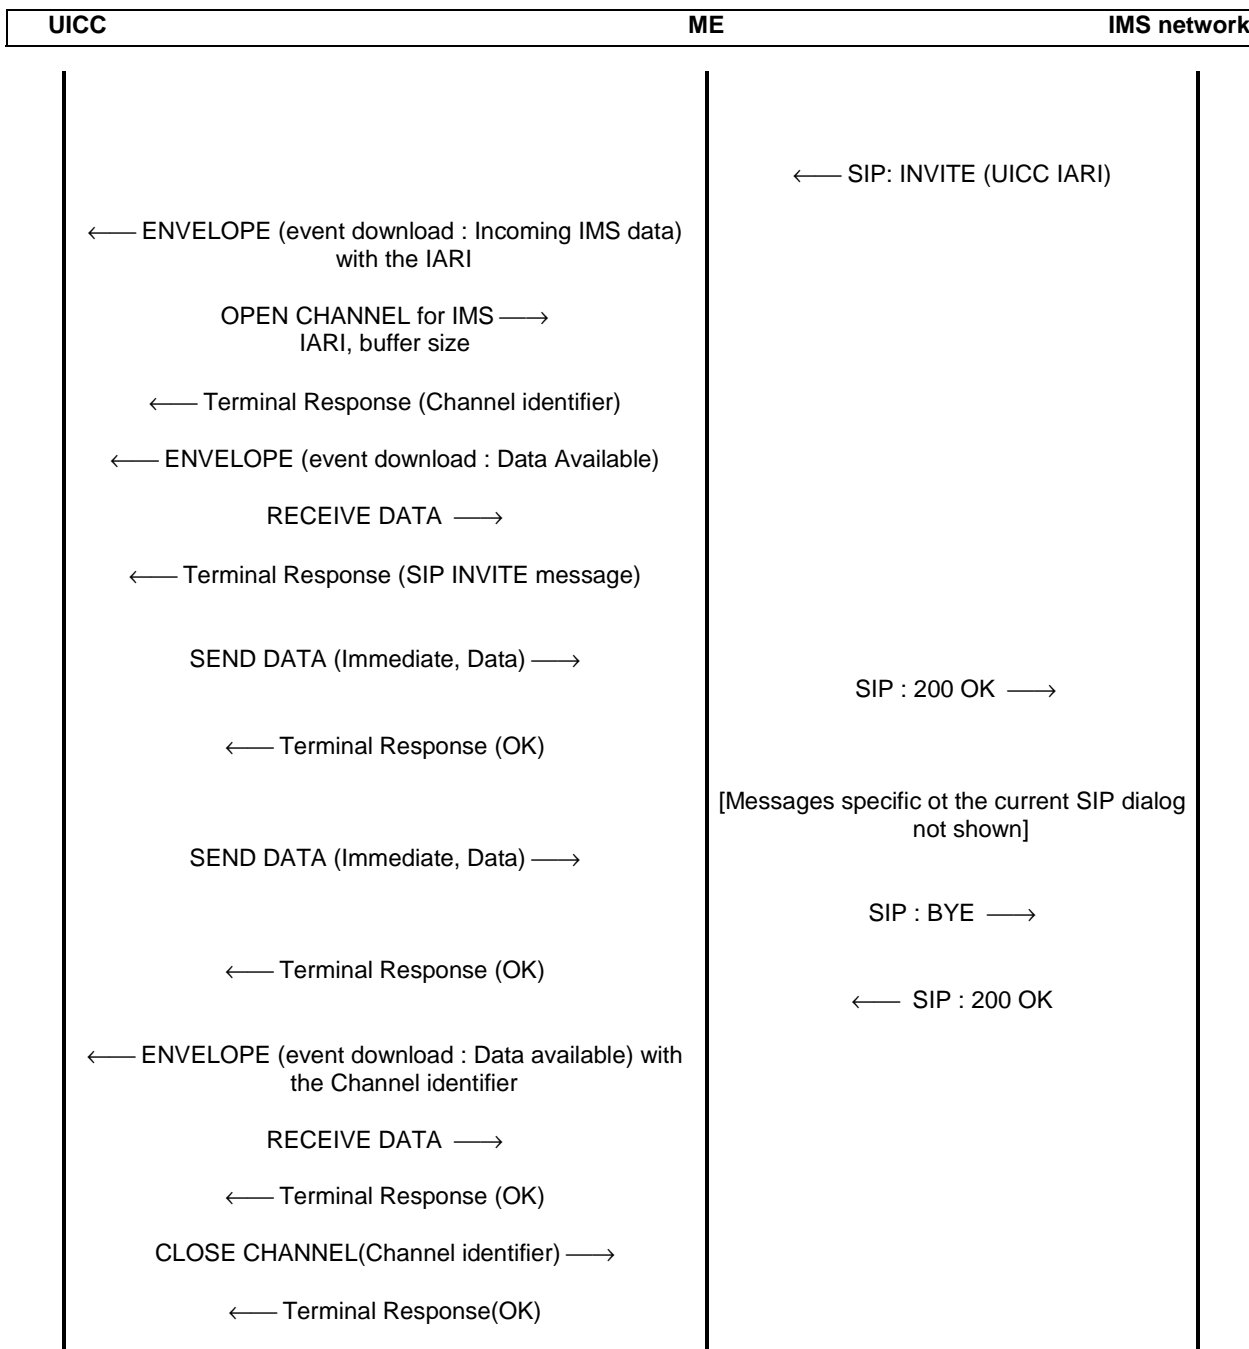 UICC ME IMS network
← SIP: INVITE (UICC IARI)
← ENVELOPE (event download : Incoming IMS data)
with the IARI
OPEN CHANNEL for IMS →
IARI, buffer size
← Terminal Response (Channel identifier)
← ENVELOPE (event download : Data Available)
RECEIVE DATA →
← Terminal Response (SIP INVITE message)
SEND DATA (Immediate, Data) →
SIP : 200 OK →
← Terminal Response (OK)
[Messages specific ot the current SIP dialog
not shown]
SEND DATA (Immediate, Data) →
SIP : BYE →
← Terminal Response (OK)
← SIP : 200 OK
← ENVELOPE (event download : Data available) with
the Channel identifier
RECEIVE DATA →
← Terminal Response (OK)
CLOSE CHANNEL(Channel identifier) →
← Terminal Response(OK)